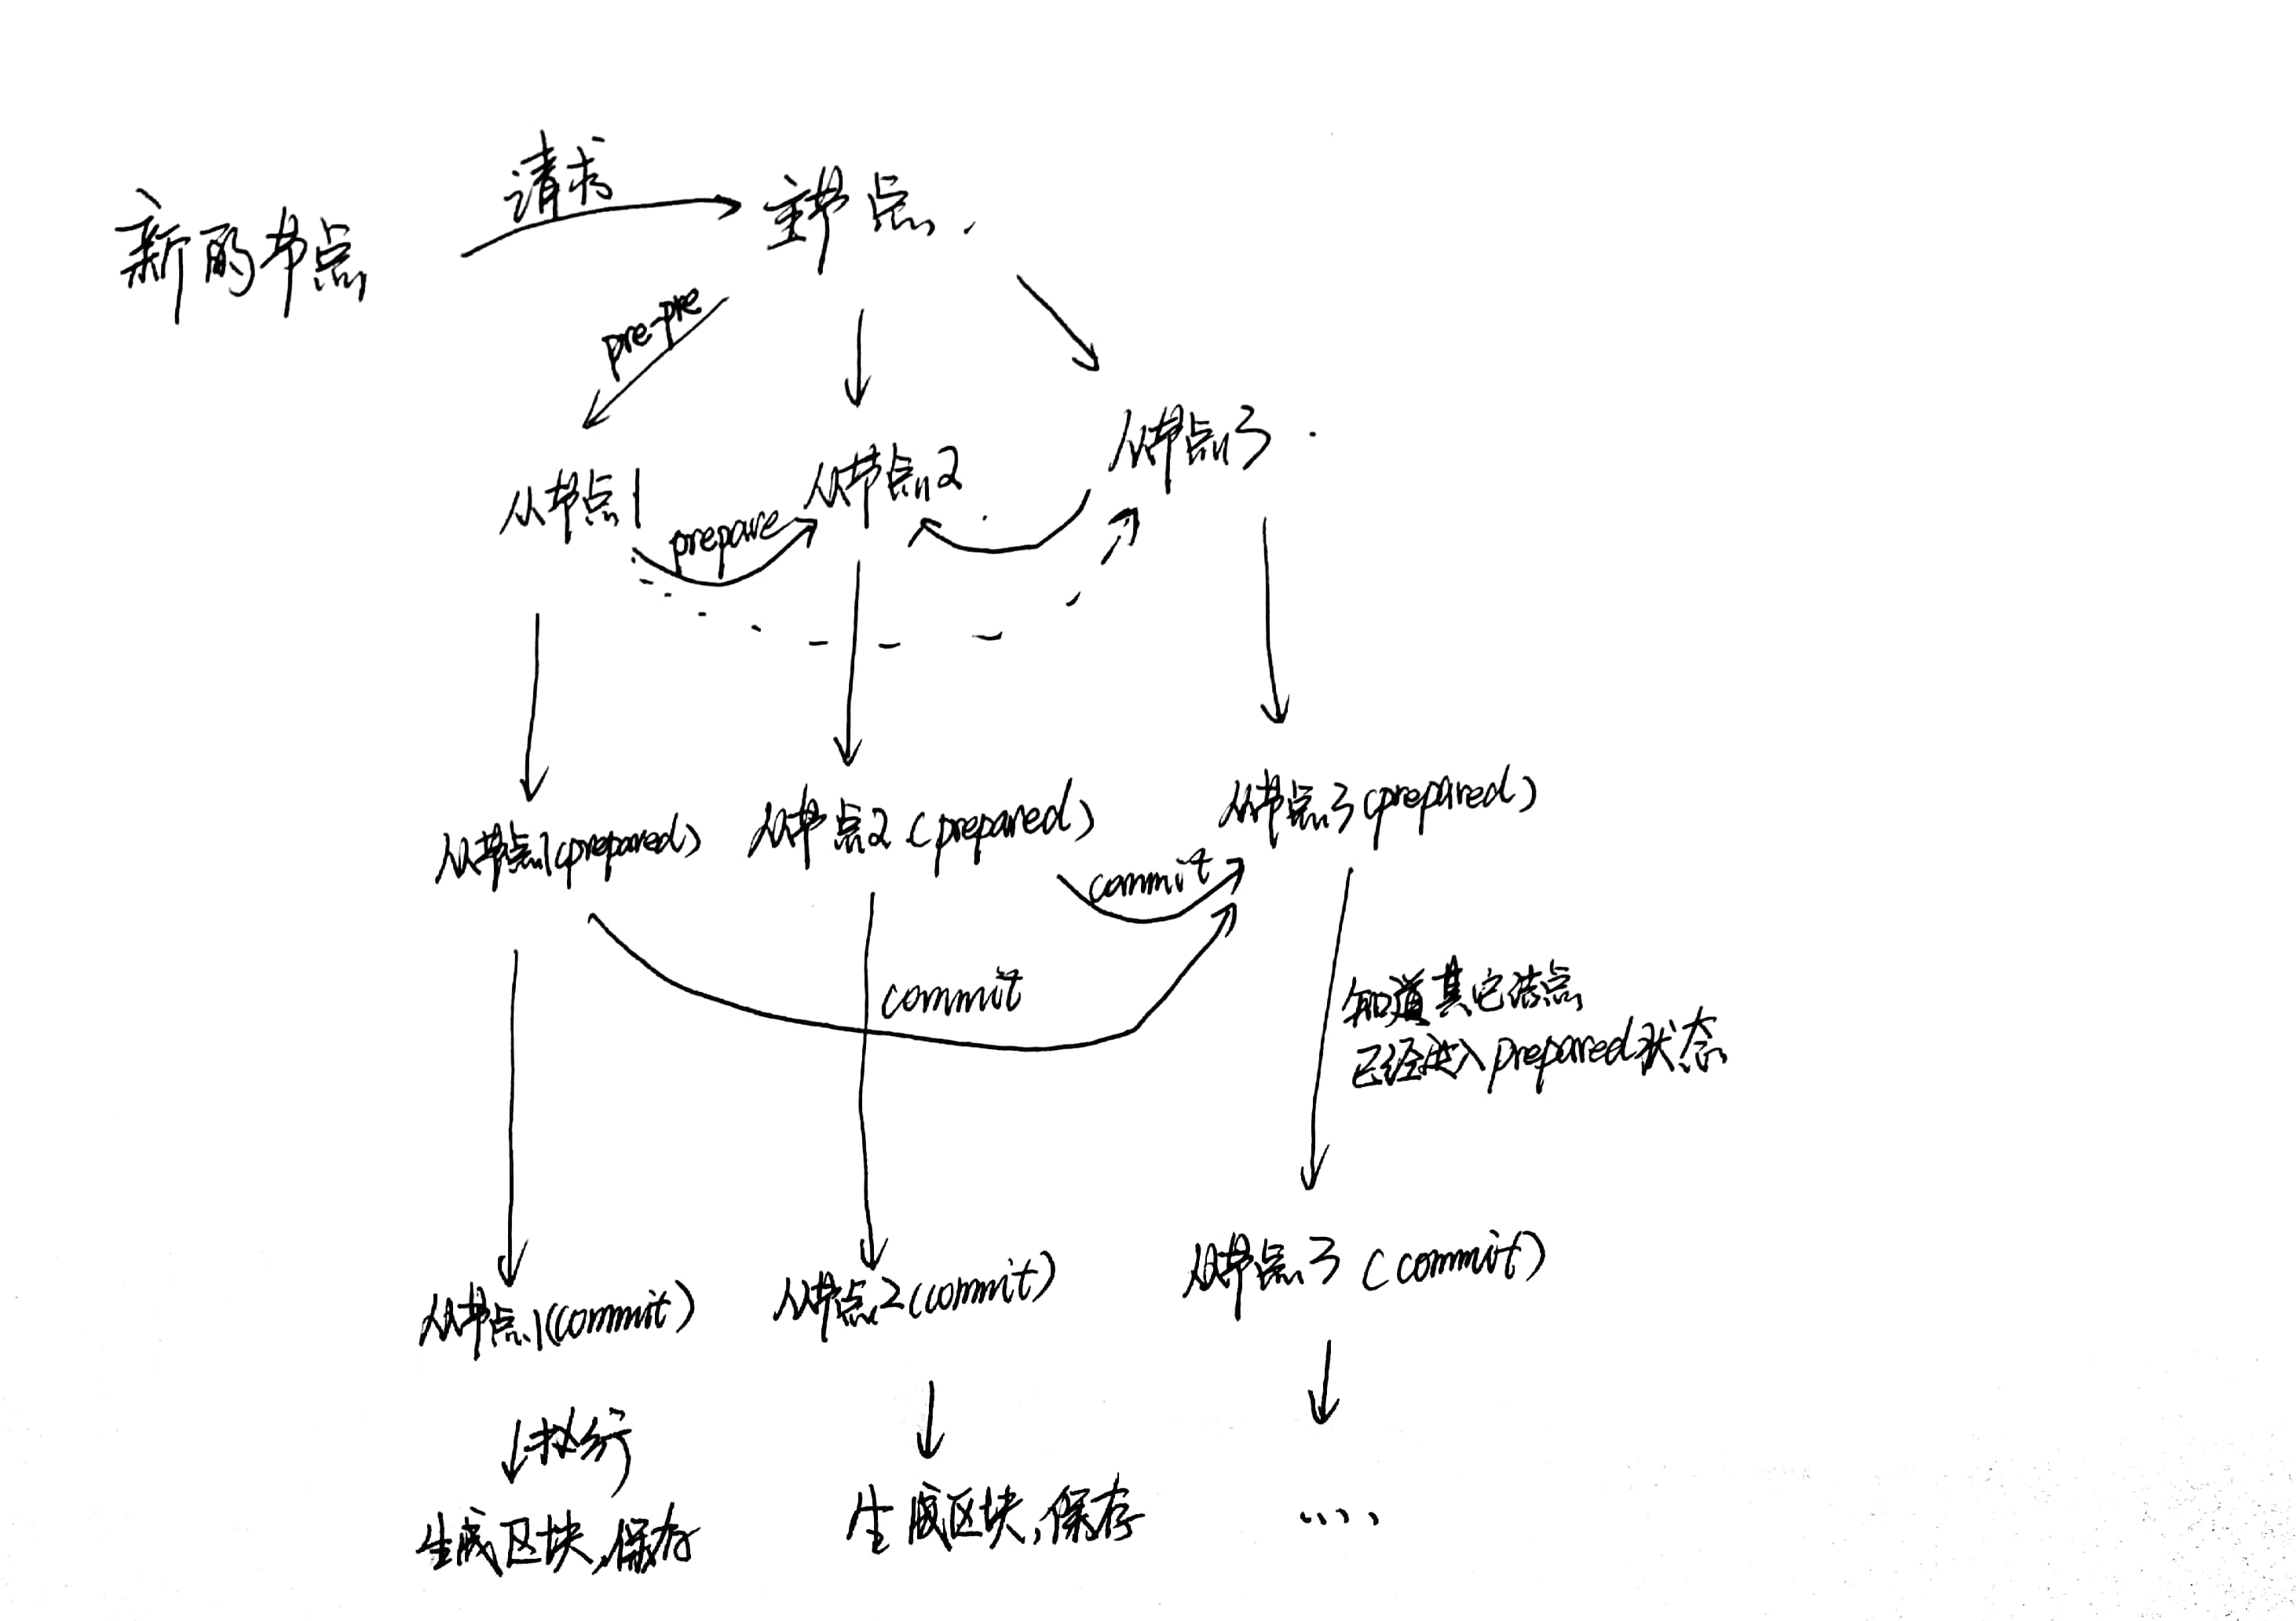 请求
新的节点
主节点.
pre-pre
从节点1
从节点2
从节点3
prepare
从节点1(prepared)
从节点2(prepared)
从节点3(prepared)
commit
commit
知道其它结点
已经进入prepared状态
从节点1(commit)
从节点2(commit)
从节点3(commit)
执行
生成区块,保存
生成区块,保存
....